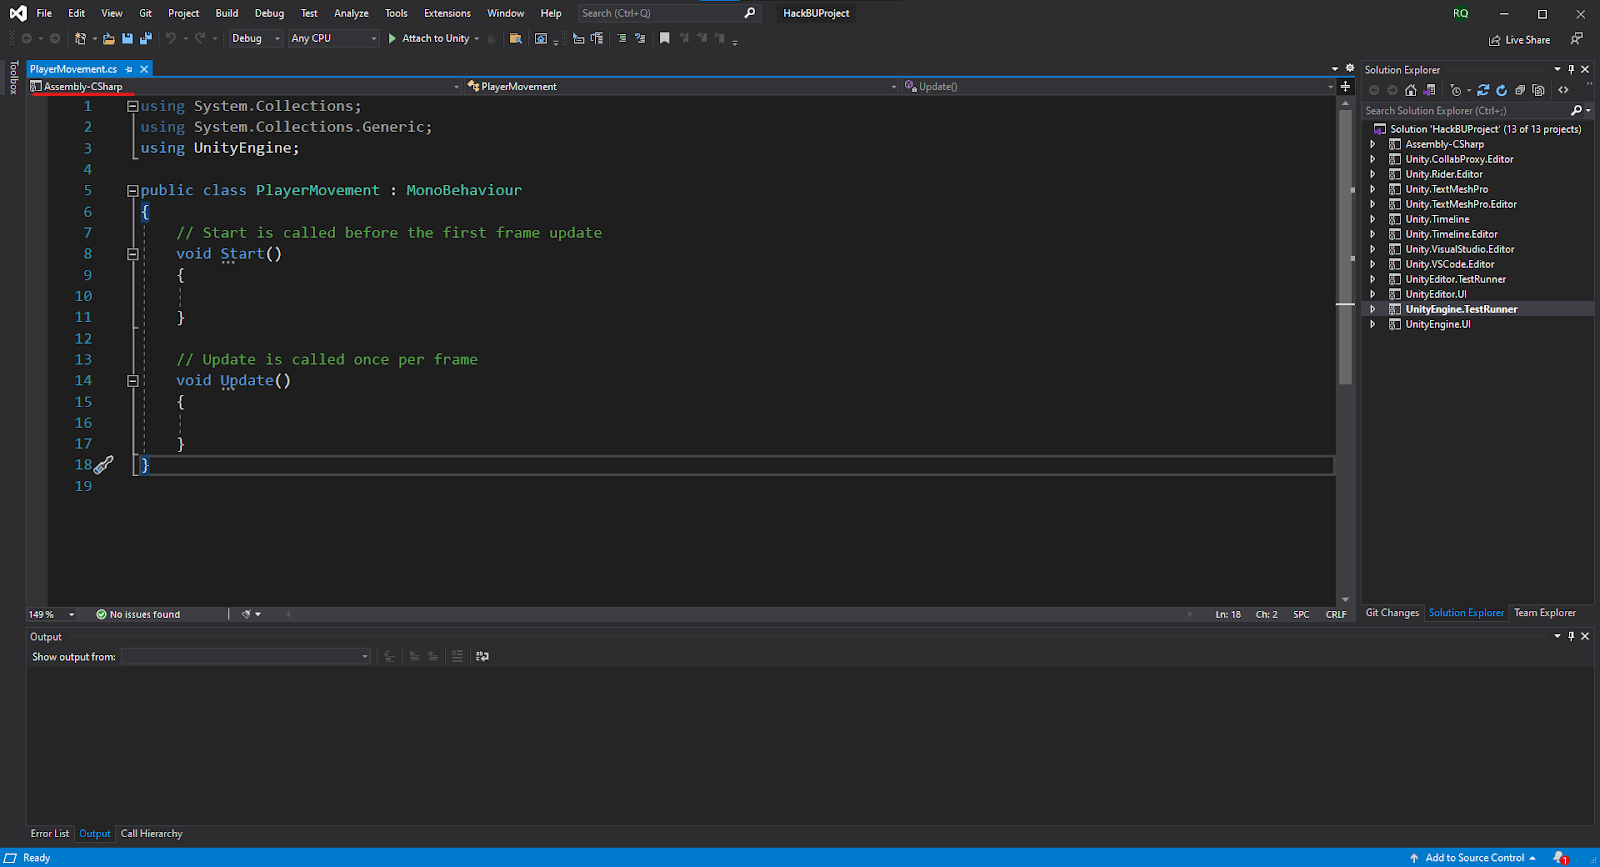 File Edit View Git Project Build Debug Test Analyze Tools Extensions Window Help Search (Ctrl+Q) HackBUProject RQ
Debug Any CPU Attach to Unity Live Share
Toolbox
PlayerMovement.cs
Assembly-CSharp PlayerMovement Update()
1 using System.Collections;
2 using System.Collections.Generic;
3 using UnityEngine;
4
5 public class PlayerMovement : MonoBehaviour
6 {
7 // Start is called before the first frame update
8 void Start()
9 {
10
11 }
12
13 // Update is called once per frame
14 void Update()
15 {
16
17 }
18 }
19
149 % No issues found Ln: 18 Ch: 2 SPC CRLF
Solution Explorer
Search Solution Explorer (Ctrl+;)
Solution 'HackBUProject' (13 of 13 projects)
Assembly-CSharp
Unity.CollabProxy.Editor
Unity.Rider.Editor
Unity.TextMeshPro
Unity.TextMeshPro.Editor
Unity.Timeline
Unity.Timeline.Editor
Unity.VisualStudio.Editor
Unity.VSCode.Editor
UnityEditor.TestRunner
UnityEditor.UI
UnityEngine.TestRunner
UnityEngine.UI
Git Changes Solution Explorer Team Explorer
Output
Show output from:
Error List Output Call Hierarchy
Ready Add to Source Control 1